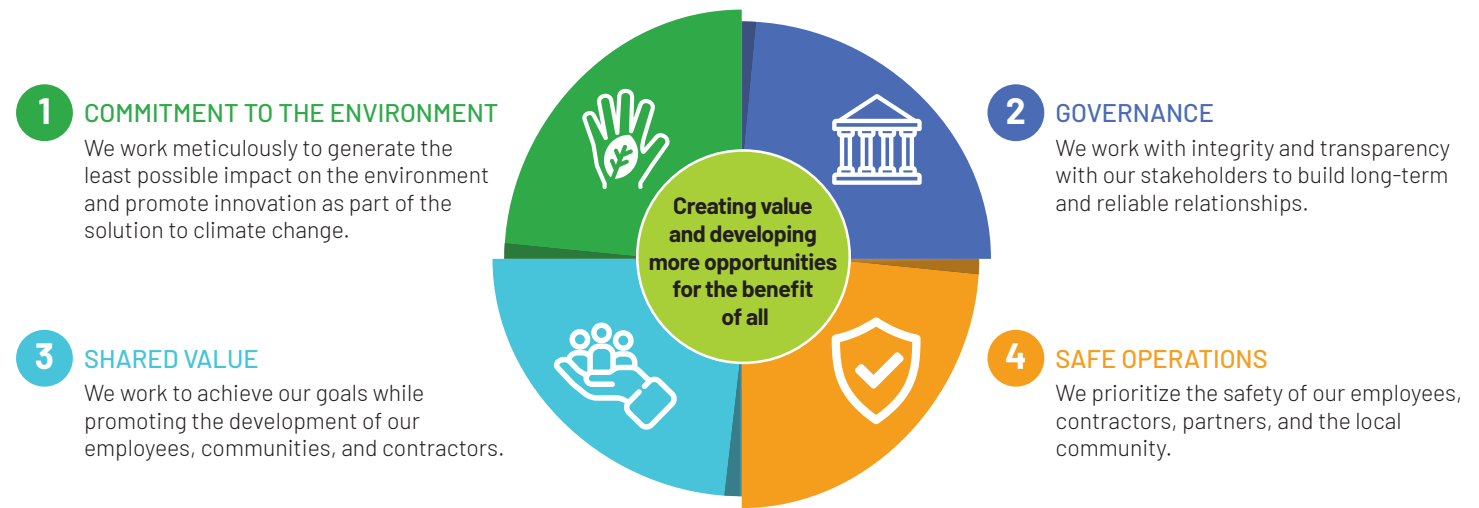 1
COMMITMENT TO THE ENVIRONMENT
We work meticulously to generate the
least possible impact on the environment
and promote innovation as part of the
solution to climate change.
2
GOVERNANCE
We work with integrity and transparency
with our stakeholders to build long-term
and reliable relationships.
Creating value
and developing
more opportunities
for the benefit
of all
3
SHARED VALUE
We work to achieve our goals while
promoting the development of our
employees, communities, and contractors.
4
SAFE OPERATIONS
We prioritize the safety of our employees,
contractors, partners, and the local
community.